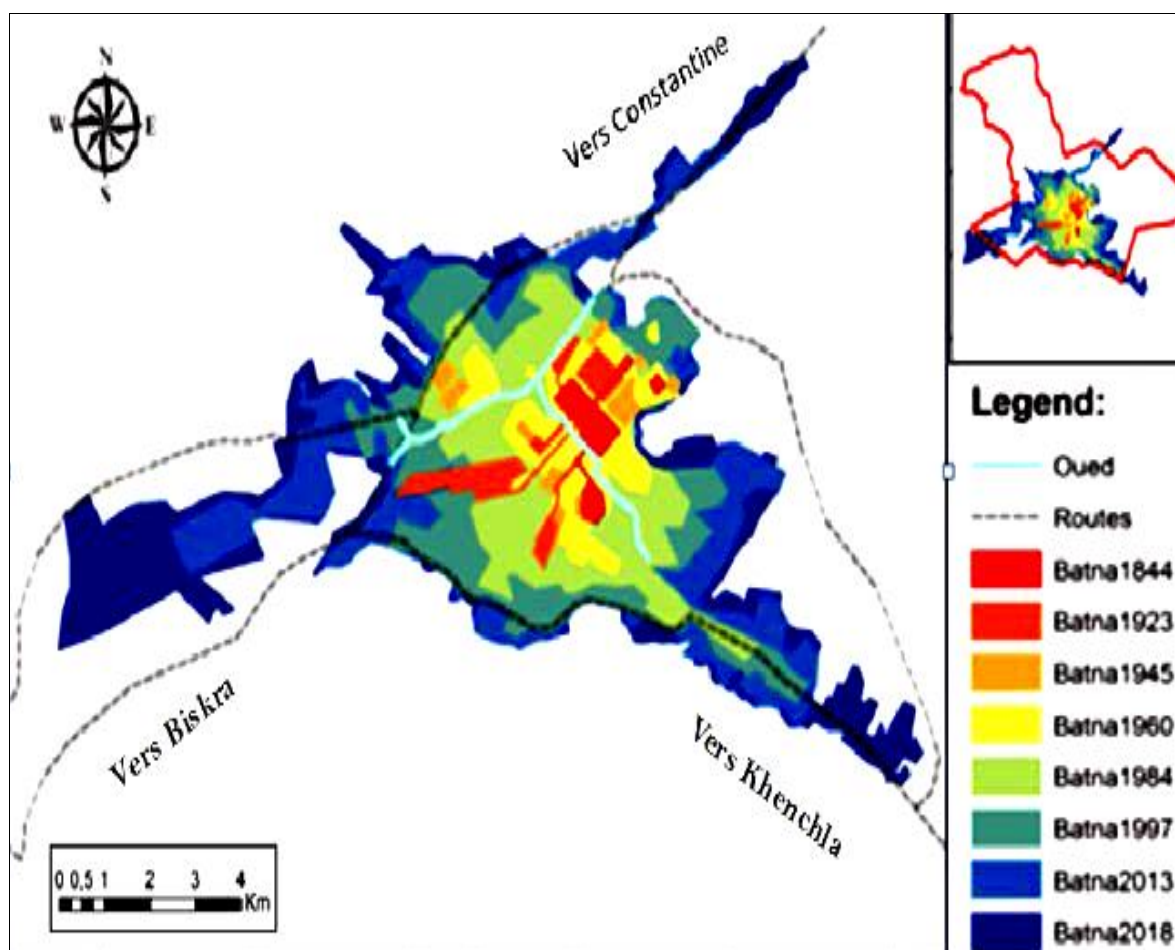 N
W E
S
Vers Constantine
Vers Biskra
Vers Khenchla
0 0,5 1 2 3 4
Km
Legend:
Oued
Routes
Batna1844
Batna1923
Batna1945
Batna1960
Batna1984
Batna1997
Batna2013
Batna2018